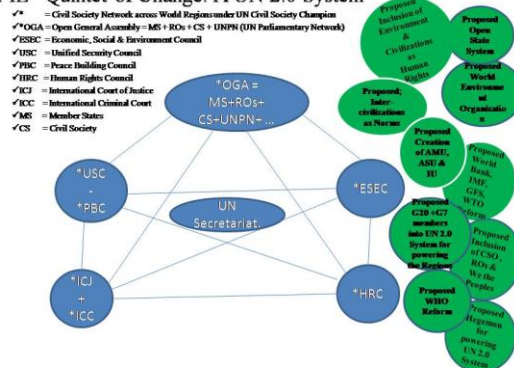 Quintet of Change: A UN 2.0 System
✓* = Civil Society Network across World Regions under UN Civil Society Champion
✓*OGA = Open General Assembly = MS + ROs + CS + UNPN (UN Parliamentary Network)
✓ESEC = Economic, Social & Environment Council
✓USC = Unified Security Council
✓PBC = Peace Building Council
✓HRC = Human Rights Council
✓ICJ = International Court of Justice
✓ICC = International Criminal Court
✓MS = Member States
✓CS = Civil Society
*OGA =
MS+ROs+
CS+UNPN+ ...
*USC
-
*PBC
UN
Secretariat.
*ESEC
*ICJ
+
*ICC
*HRC
Proposed
Inclusion of
Environment
&
Civilizations
as
Human
Rights
Proposed
Open
State
System
Proposed World
Environme
nt
Organizatio
n
Proposed;
Inter-
civilizations
as Norms
Proposed
Creation
of AMU,
ASU &
IU
Proposed
World
Bank,
IMF,
GFS,
WTO
Reform
Proposed
G20 +G7
members
into UN 2.0
System for
powering
the Regions
Proposed
Inclusion
of CSO,
ROs &
We the
Peoples
Proposed
WHO
Reform
Proposed
Hegemon
for
powering
UN 2.0
System